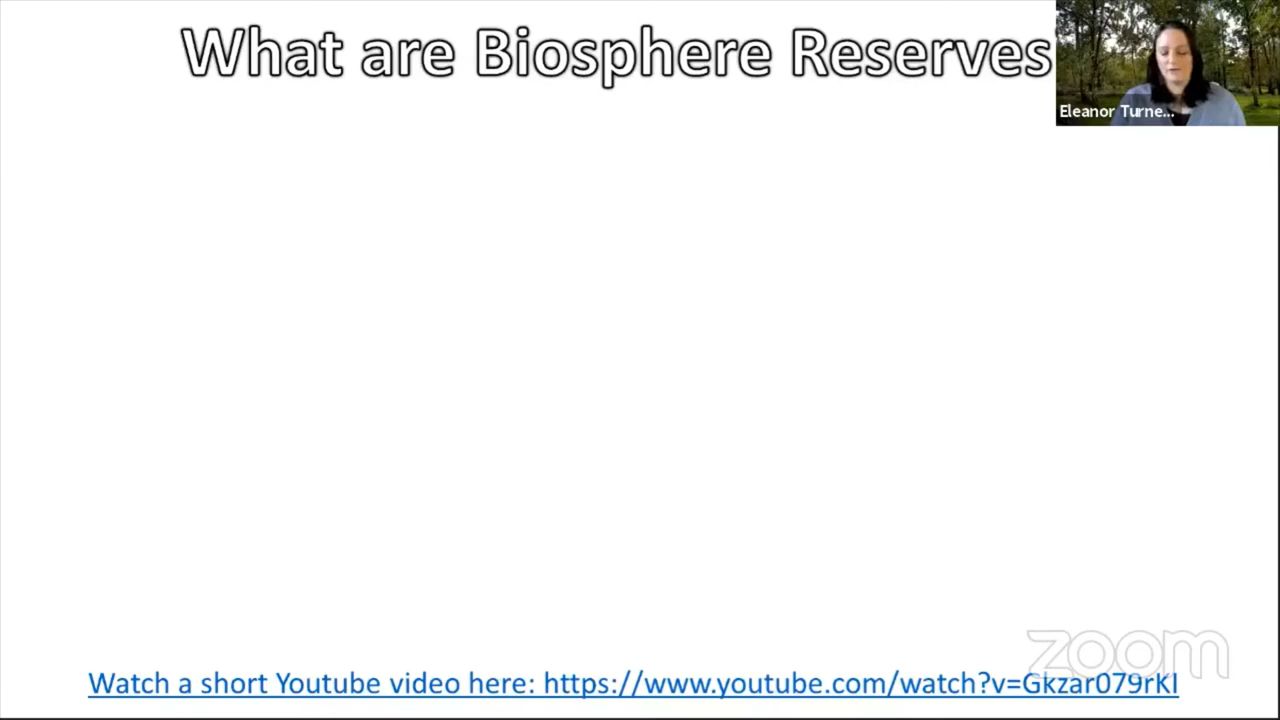 What are Biosphere Reserves
Eleanor Turne...
zoom
Watch a short Youtube video here: https://www.youtube.com/watch?v=Gkzar079rKI